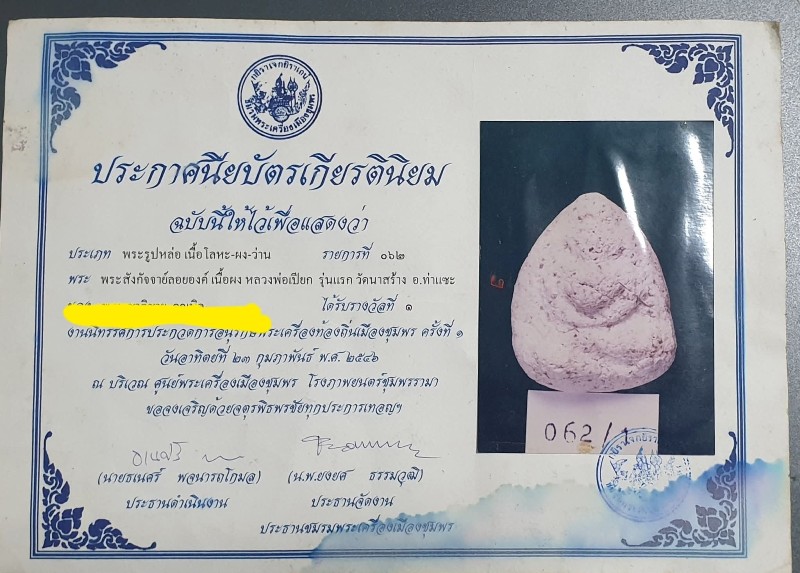 ชมรมพระเครื่องเมืองชุมพร
ประกาศนียบัตรเกียรตินิยม
ฉบับนี้ให้ไว้เพื่อแสดงว่า
ประเภท พระรูปหล่อ เนื้อโลหะ-ผง-ว่าน รายการที่ ๐๖๒
พระ พระสังกัจจาย์ลอยองค์ เนื้อผง หลวงพ่อเปียก รุ่นแรก วัดนาสร้าง อ.ท่าแซะ
ได้รับรางวัลที่ ๑
งานนิทรรศการประกวดการอนุรักษ์พระเครื่องท้องถิ่นเมืองชุมพร ครั้งที่ ๑
วันอาทิตย์ที่ ๒๓ กุมภาพันธ์ พ.ศ. ๒๕๔๖
ณ บริเวณ ศูนย์พระเครื่องเมืองชุมพร โรงภาพยนตร์ชุมพรรามา
ขอจงเจริญด้วยจตุรพิธพรชัยทุกประการเทอญฯ
062/1
(นายธเนศร์ พจนารถโกมล) (น.พ.ยงยศ ธรรมวุฒิ)
ประธานดำเนินงาน ประธานจัดงาน
ประธานชมรมพระเครื่องเมืองชุมพร